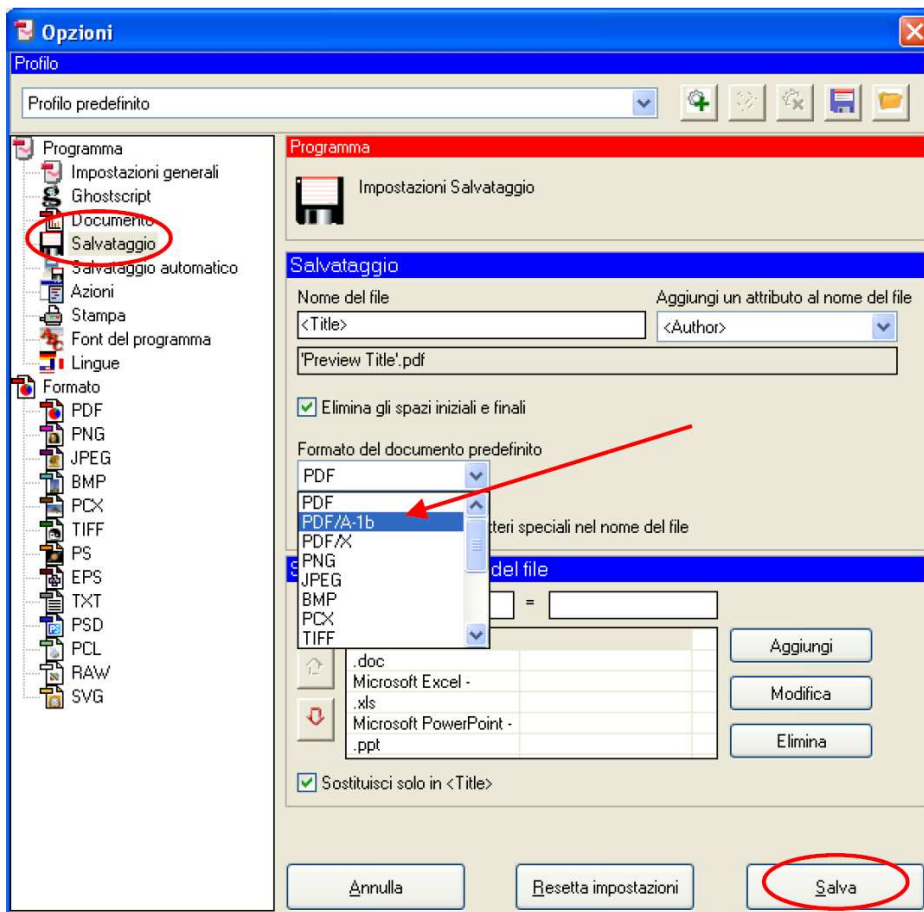 Opzioni
Profilo
Profilo predefinito
Programma
Impostazioni generali
Ghostscript
Documento
Salvataggio
Salvataggio automatico
Azioni
Stampa
Font del programma
Lingue
Formato
PDF
PNG
JPEG
BMP
PCX
TIFF
PS
EPS
TXT
PSD
PCL
RAW
SVG
Programma
Impostazioni Salvataggio
Salvataggio
Nome del file
Aggiungi un attributo al nome del file
<Title>
<Author>
'Preview Title'.pdf
Elimina gli spazi iniziali e finali
Formato del documento predefinito
PDF
PDF
PDF/A-1b
PDF/X
PNG
JPEG
BMP
PCX
TIFF
tteri speciali nel nome del file
S del file
=
.doc
Microsoft Excel -
.xls
Microsoft PowerPoint -
.ppt
Aggiungi
Modifica
Elimina
Sostituisci solo in <Title>
Annulla
Resetta impostazioni
Salva